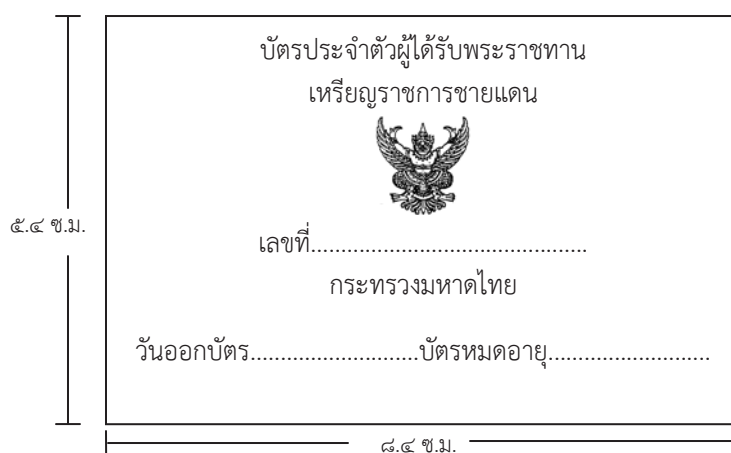 บัตรประจำตัวผู้ได้รับพระราชทาน
เหรียญราชการชายแดน
๕.๔ ซ.ม.
เลขที่.............................................
กระทรวงมหาดไทย
วันออกบัตร............................บัตรหมดอายุ...........................
๘.๔ ซ.ม.